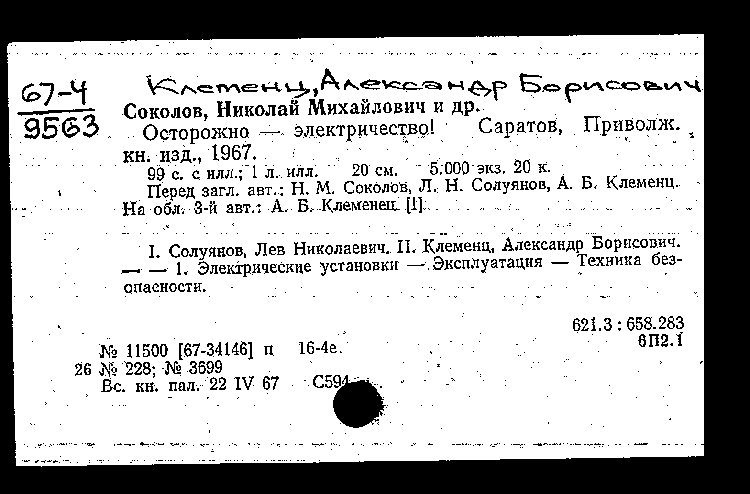 67-4
9563
Клеменц, Александр Борисович
Соколов, Николай Михайлович и др.
Осторожно — электричество! Саратов, Приволж.
кн. изд., 1967.
99 с. с илл.; 1 л. илл. 20 см. 5.000 экз. 20 к.
Перед загл. авт.: Н. М. Соколов, Л. Н. Солуянов, А. Б. Клеменц.
На обл. 3-й авт.: А. Б. Клеменец [!]
I. Солуянов, Лев Николаевич. II. Клеменц, Александр Борисович.
— — 1. Электрические установки — Эксплуатация — Техника без-
опасности.
621.3 : 658.283
6П2.1
№ 11500 [67-34146] п 16-4е.
26 № 228; № 3699
Вс. кн. пал. 22 IV 67 С594